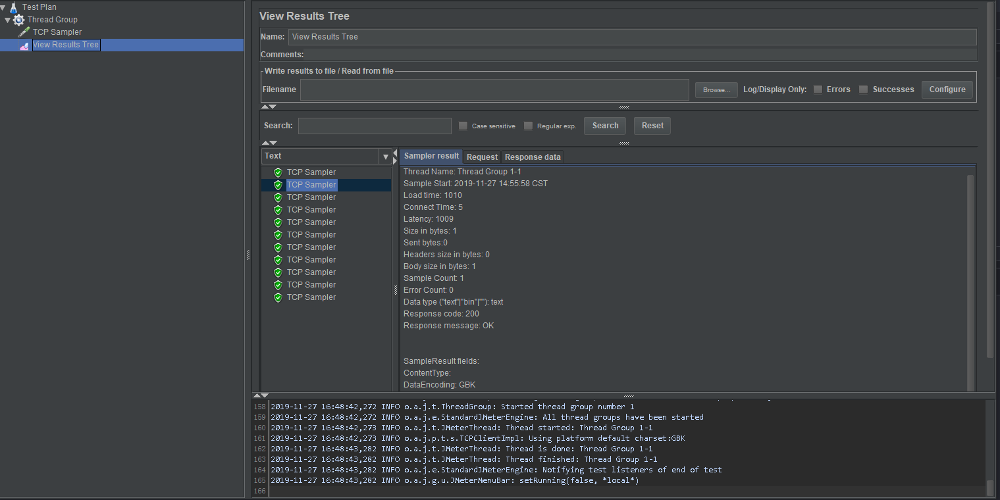 Test Plan
Thread Group
TCP Sampler
View Results Tree
View Results Tree
Name: View Results Tree
Comments:
Write results to file / Read from file
Filename Browse... Log/Display Only: Errors Successes Configure
Search: Case sensitive Regular exp. Search Reset
Text
TCP Sampler
TCP Sampler
TCP Sampler
TCP Sampler
TCP Sampler
TCP Sampler
TCP Sampler
TCP Sampler
TCP Sampler
TCP Sampler
TCP Sampler
Sampler result Request Response data
Thread Name: Thread Group 1-1
Sample Start: 2019-11-27 14:55:58 CST
Load time: 1010
Connect Time: 5
Latency: 1009
Size in bytes: 1
Sent bytes:0
Headers size in bytes: 0
Body size in bytes: 1
Sample Count: 1
Error Count: 0
Data type ("text"|"bin"|""): text
Response code: 200
Response message: OK
SampleResult fields:
ContentType:
DataEncoding: GBK
158 2019-11-27 16:48:42,272 INFO o.a.j.t.ThreadGroup: Started thread group number 1
159 2019-11-27 16:48:42,272 INFO o.a.j.e.StandardJMeterEngine: All thread groups have been started
160 2019-11-27 16:48:42,273 INFO o.a.j.t.JMeterThread: Thread started: Thread Group 1-1
161 2019-11-27 16:48:42,273 INFO o.a.j.p.t.s.TCPClientImpl: Using platform default charset:GBK
162 2019-11-27 16:48:43,282 INFO o.a.j.t.JMeterThread: Thread is done: Thread Group 1-1
163 2019-11-27 16:48:43,282 INFO o.a.j.t.JMeterThread: Thread finished: Thread Group 1-1
164 2019-11-27 16:48:43,282 INFO o.a.j.e.StandardJMeterEngine: Notifying test listeners of end of test
165 2019-11-27 16:48:43,282 INFO o.a.j.g.u.JMeterMenuBar: setRunning(false, *local*)
166